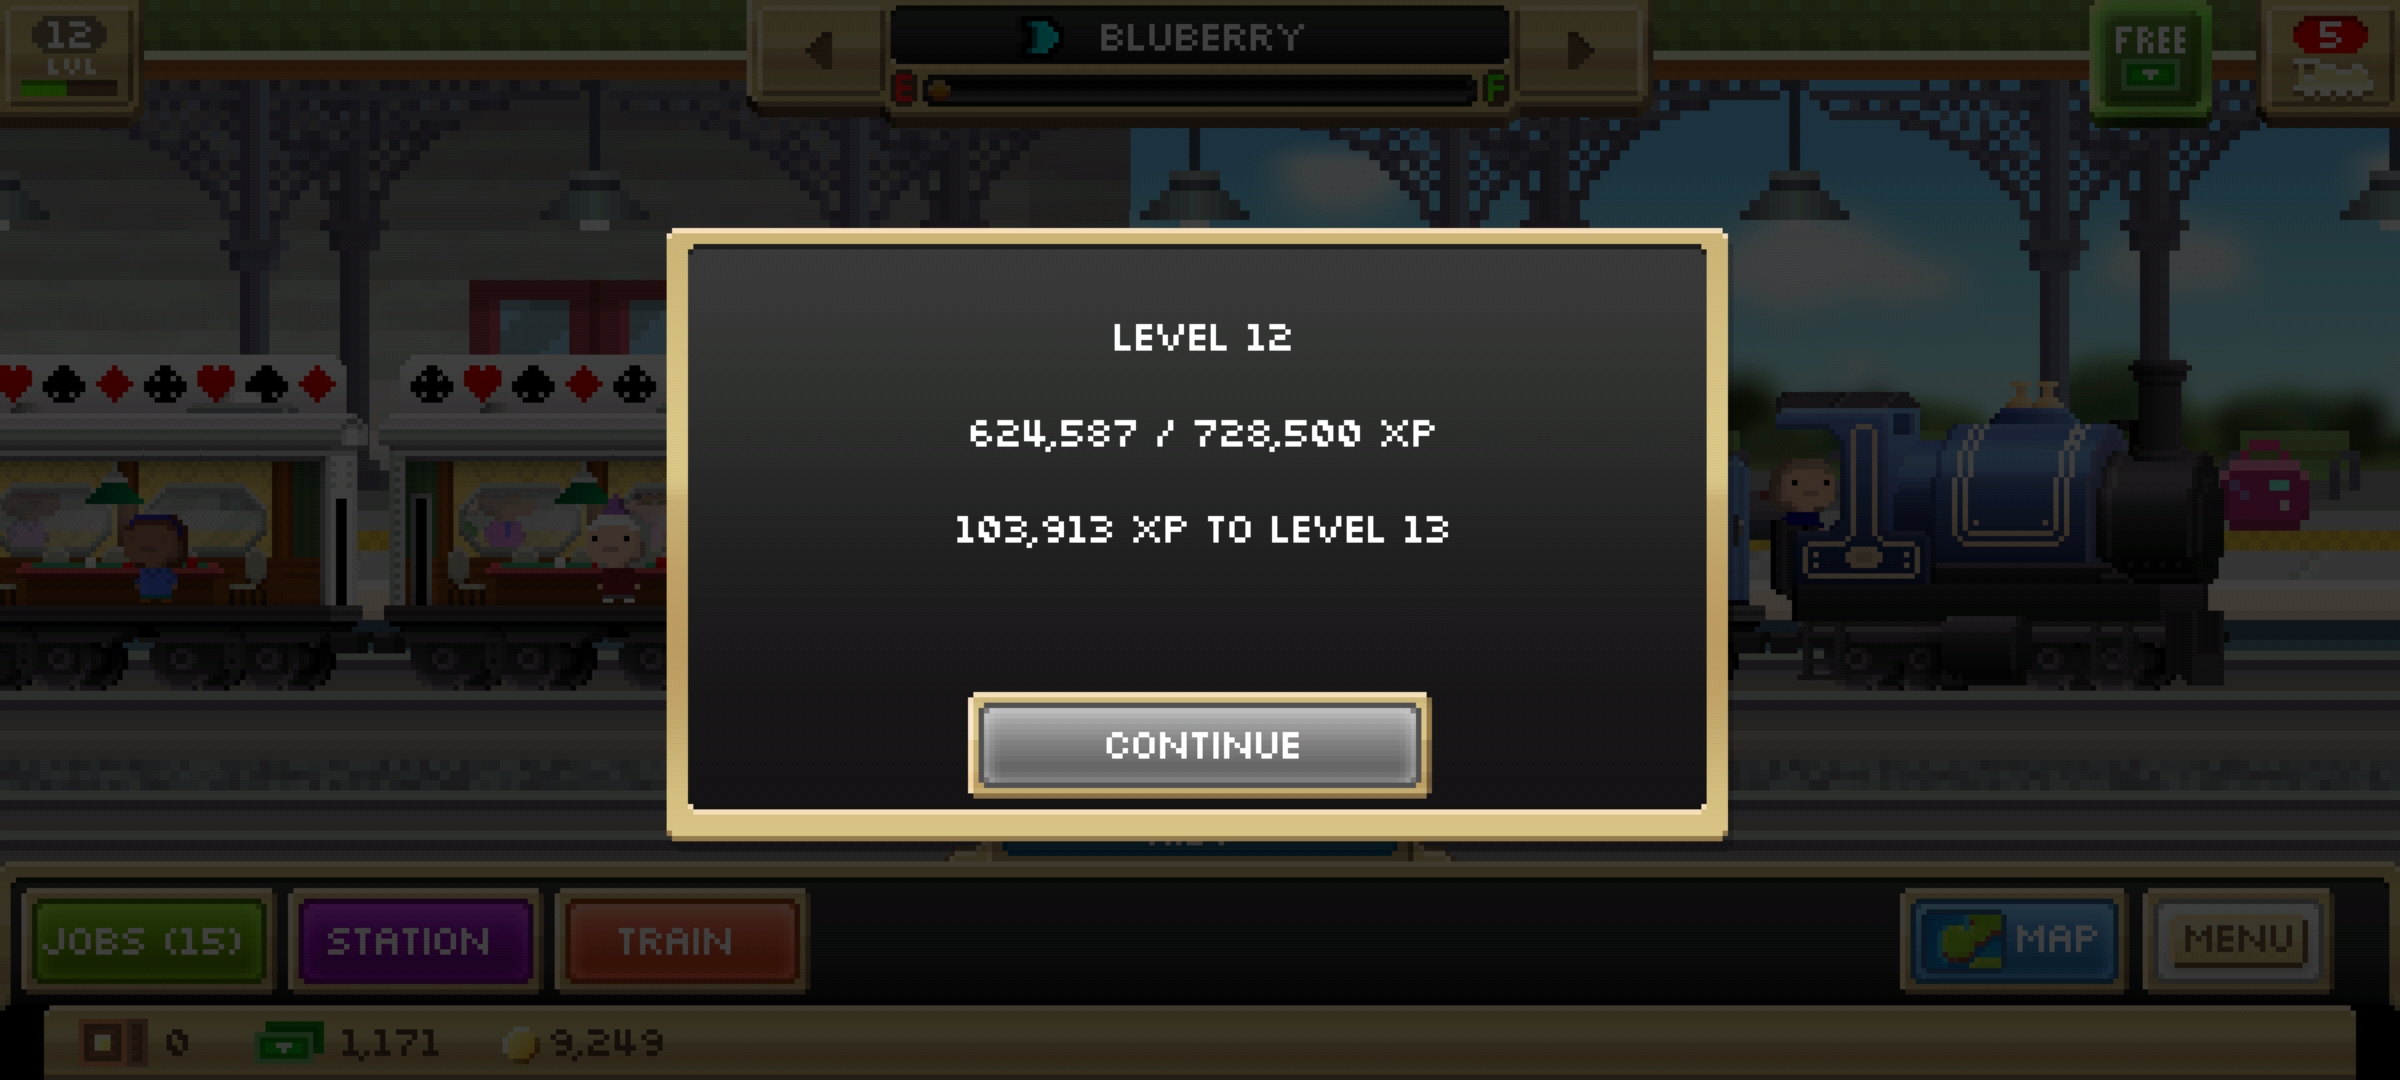 12
LVL
BLUBERRY
E
F
FREE
5
LEVEL 12
624,587 / 728,500 XP
103,913 XP TO LEVEL 13
CONTINUE
JOBS (15)
STATION
TRAIN
MAP
MENU
0
1,171
9,249